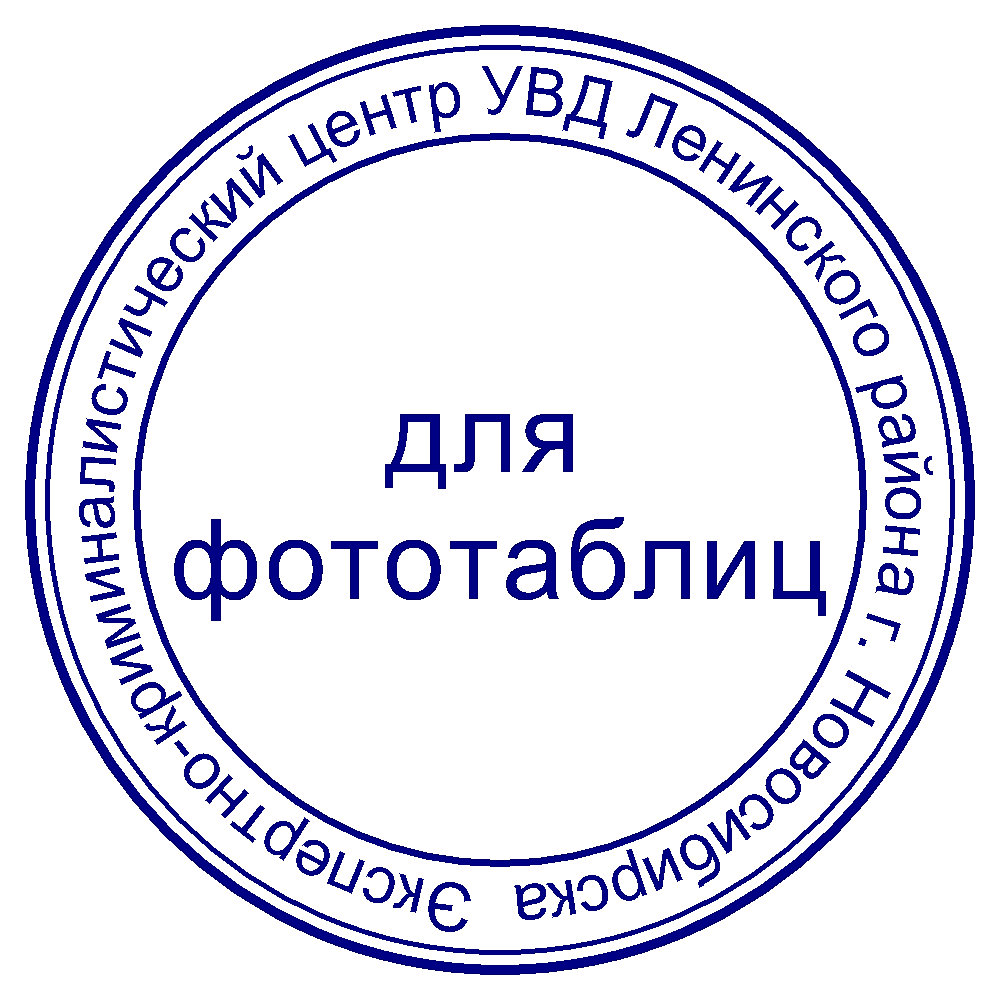 Экспертно-криминалистический центр УВД Ленинского района г. Новосибирска
для
фототаблиц